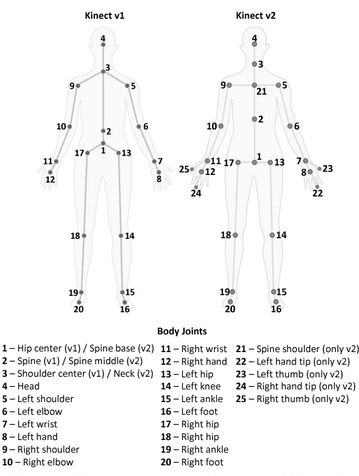 Kinect v1 Kinect v2
4 4
3 3
9 5 9 5
21
2
10 6 10 6
2
1
17 13 1
11 7 11 17 13 7
12 8 25 12 8 23
24 22
18 14 18 14
19 15 19 15
20 16 20 16
Body Joints
1 – Hip center (v1) / Spine base (v2)
2 – Spine (v1) / Spine middle (v2)
3 – Shoulder center (v1) / Neck (v2)
4 – Head
5 – Left shoulder
6 – Left elbow
7 – Left wrist
8 – Left hand
9 – Right shoulder
10 – Right elbow
11 – Right wrist
12 – Right hand
13 – Left hip
14 – Left knee
15 – Left ankle
16 – Left foot
17 – Right hip
18 – Right hip
19 – Right ankle
20 – Right foot
21 – Spine shoulder (only v2)
22 – Left hand tip (only v2)
23 – Left thumb (only v2)
24 – Right hand tip (only v2)
25 – Right thumb (only v2)